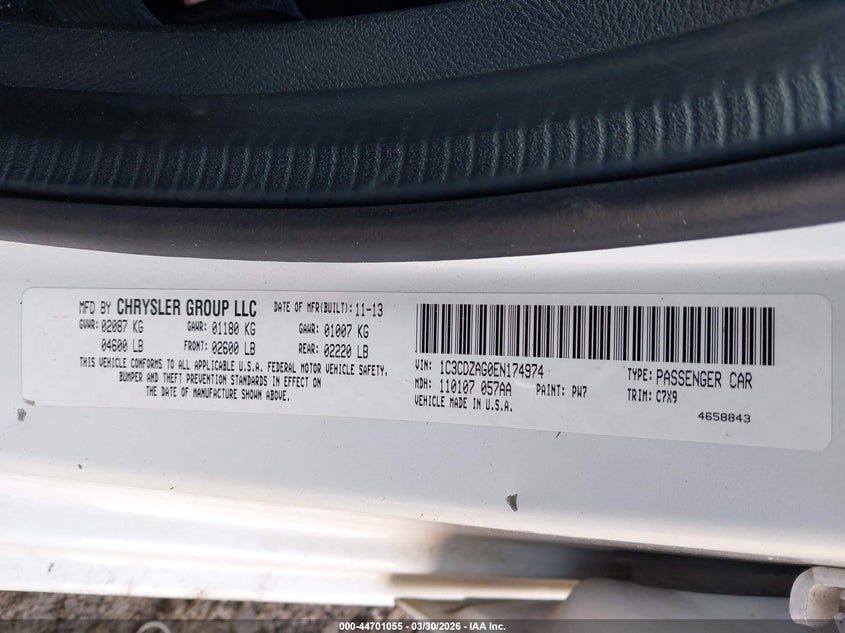 MFD BY CHRYSLER GROUP LLC DATE OF MFR(BUILT): 11-13
GVWR: 02087 KG GAWR: 01180 KG GAWR: 01007 KG
04600 LB FRONT: 02600 LB REAR: 02220 LB
THIS VEHICLE CONFORMS TO ALL APPLICABLE U.S.A. FEDERAL MOTOR VEHICLE SAFETY,
BUMPER AND THEFT PREVENTION STANDARDS IN EFFECT ON
THE DATE OF MANUFACTURE SHOWN ABOVE.
VIN: 1C3CDZAG0EN174974 TYPE: PASSENGER CAR
MDH: 110107 057AA PAINT: PW7 TRIM: C7X9
VEHICLE MADE IN U.S.A.
4658843
000-44701055 — 03/30/2026 — IAA Inc.